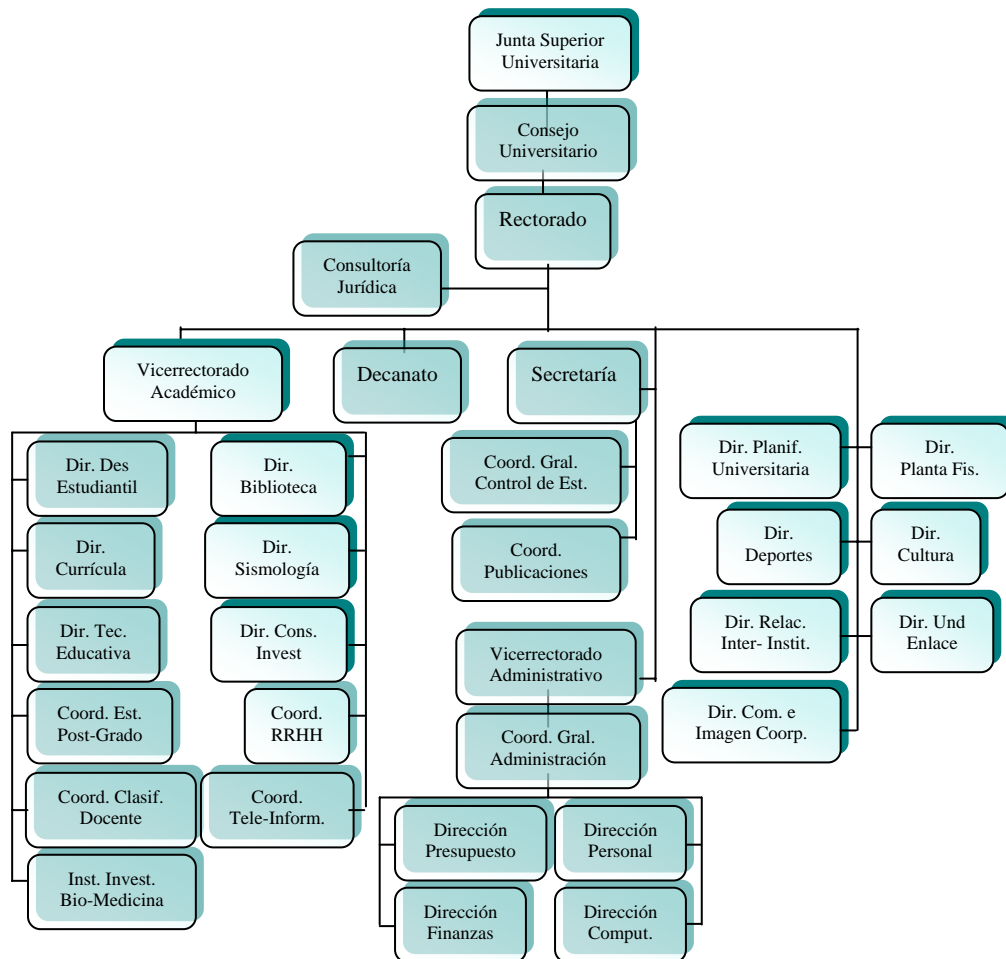 Junta Superior
Universitaria
Consejo
Universitario
Rectorado
Consultoría
Jurídica
Vicerrectorado
Académico
Decanato
Secretaría
Dir. Des
Estudiantil
Dir.
Biblioteca
Dir.
Currícula
Dir.
Sismología
Dir. Tec.
Educativa
Dir. Cons.
Invest
Coord. Est.
Post-Grado
Coord.
RRHH
Coord. Clasif.
Docente
Coord.
Tele-Inform.
Inst. Invest.
Bio-Medicina
Coord. Gral.
Control de Est.
Coord.
Publicaciones
Vicerrectorado
Administrativo
Coord. Gral.
Administración
Dirección
Presupuesto
Dirección
Personal
Dirección
Finanzas
Dirección
Comput.
Dir. Planif.
Universitaria
Dir.
Planta Fis.
Dir.
Deportes
Dir.
Cultura
Dir. Relac.
Inter- Instit.
Dir. Und
Enlace
Dir. Com. e
Imagen Coorp.